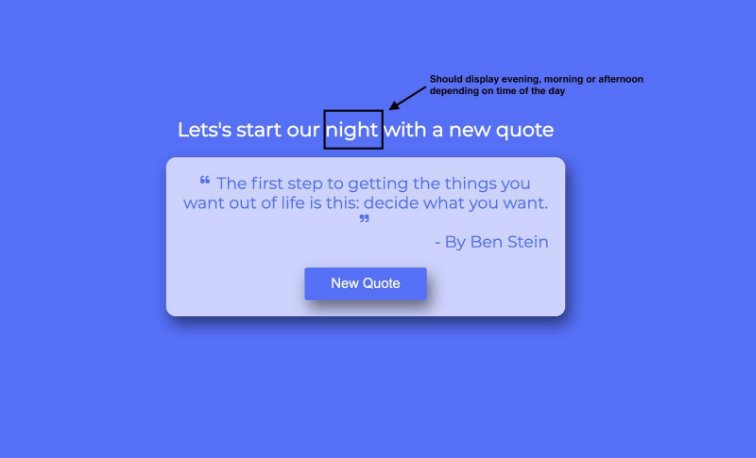 Should display evening, morning or afternoon
depending on time of the day
Lets's start our night with a new quote
❝ The first step to getting the things you
want out of life is this: decide what you want.
❞
- By Ben Stein
New Quote